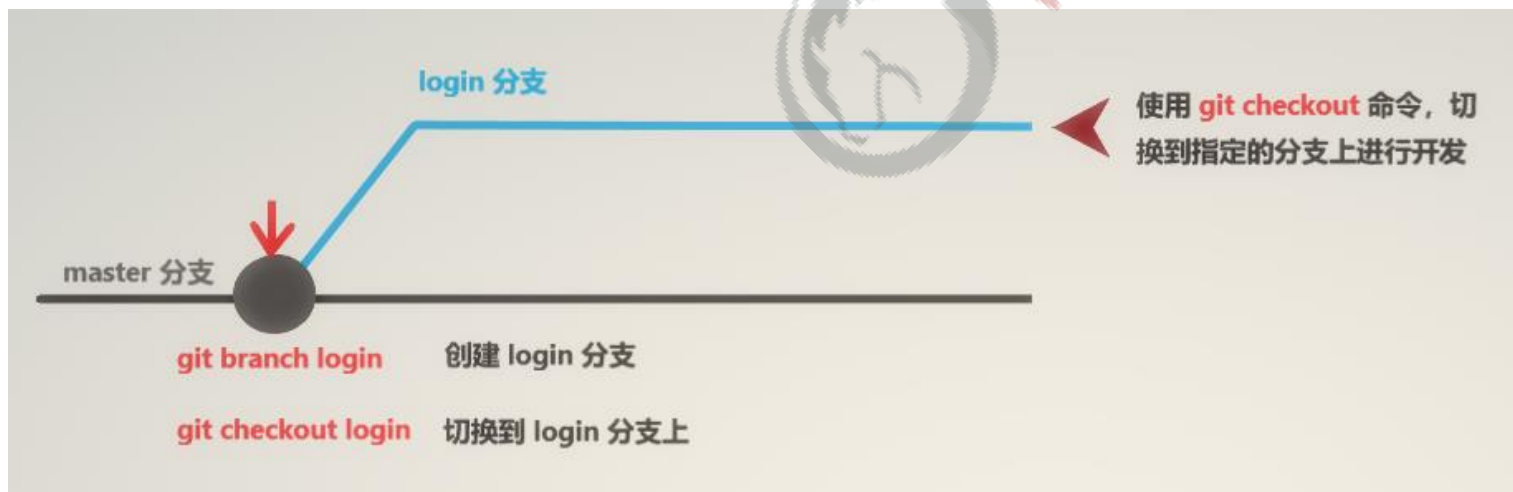 login 分支
使用 git checkout 命令，切
换到指定的分支上进行开发
master 分支
git branch login 创建 login 分支
git checkout login 切换到 login 分支上